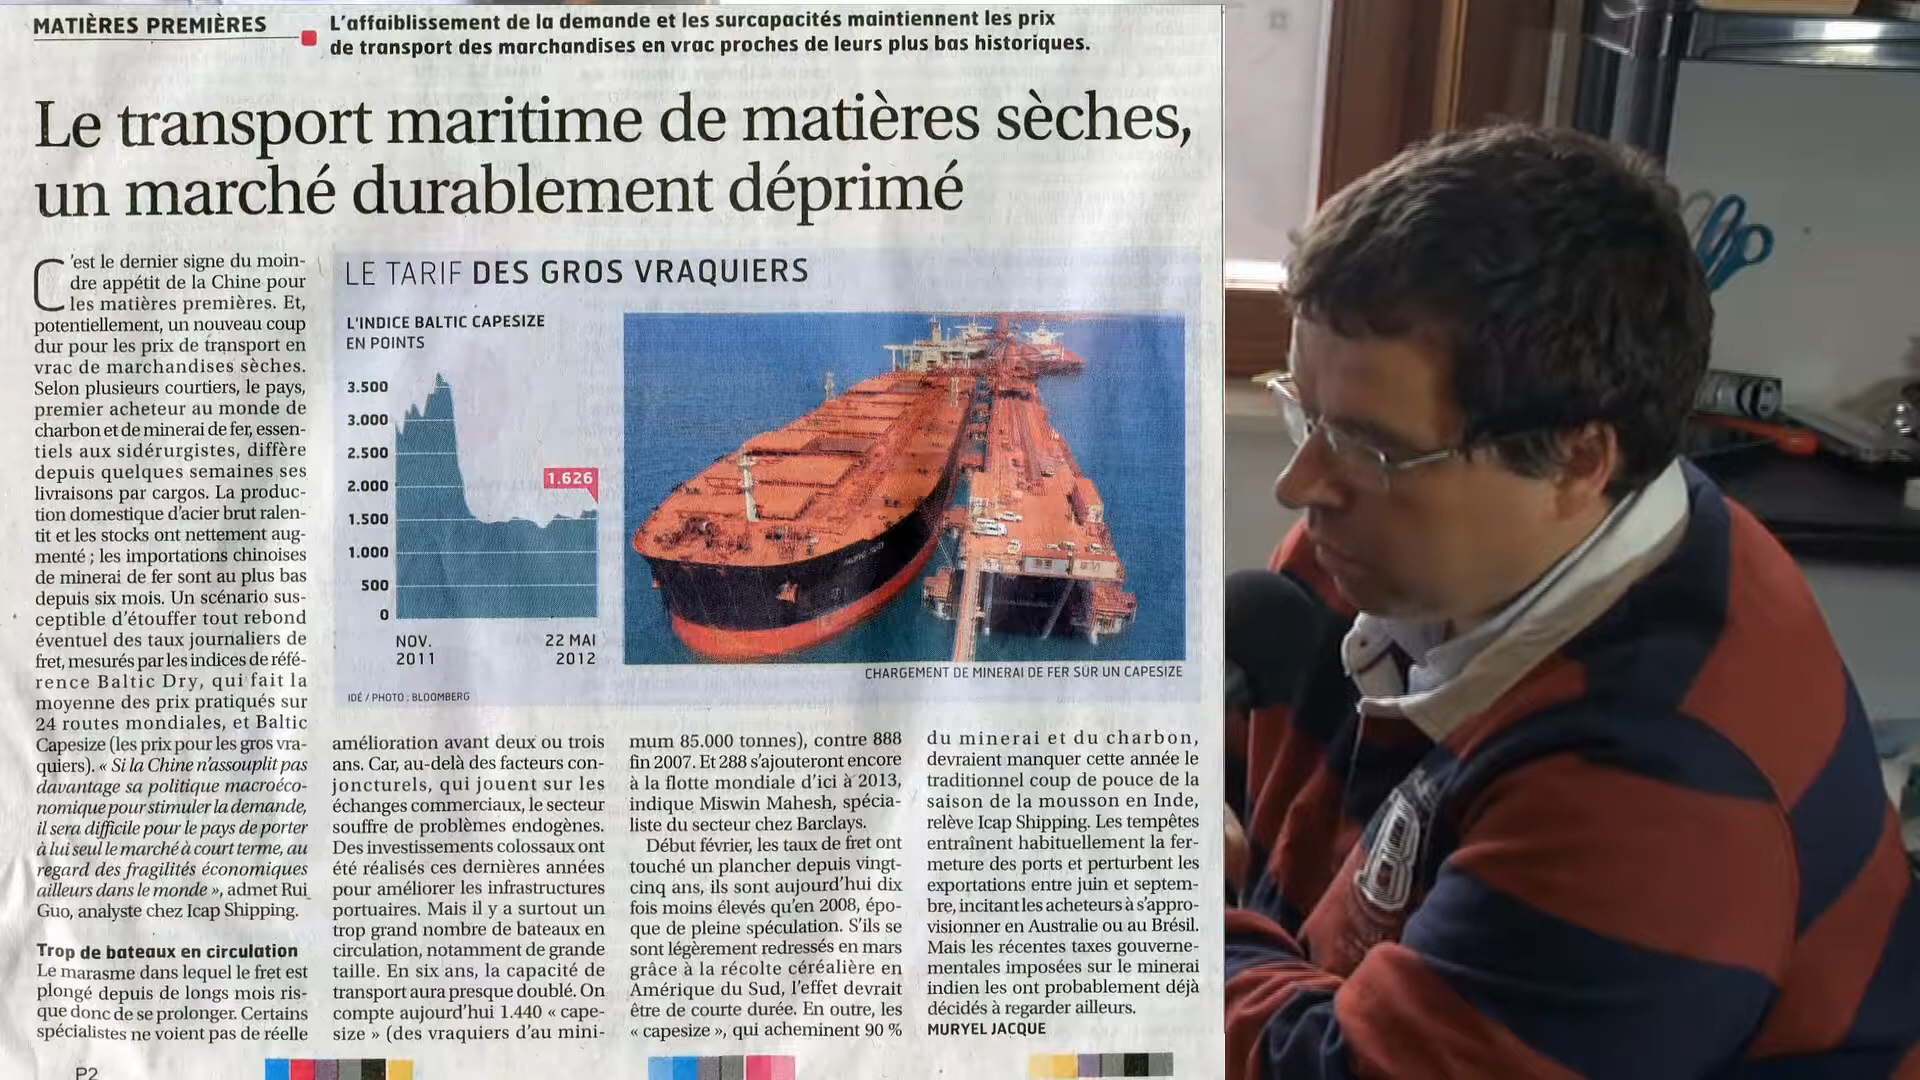 MATIÈRES PREMIÈRES
L'affaiblissement de la demande et les surcapacités maintiennent les prix
de transport des marchandises en vrac proches de leurs plus bas historiques.
Le transport maritime de matières sèches,
un marché durablement déprimé
C'est le dernier signe du moin-
dre appétit de la Chine pour
les matières premières. Et,
potentiellement, un nouveau coup
dur pour les prix de transport en
vrac de marchandises sèches.
Selon plusieurs courtiers, le pays,
premier acheteur au monde de
charbon et de minerai de fer, essen-
tiels aux sidérurgistes, diffère
depuis quelques semaines ses
livraisons par cargos. La produc-
tion domestique d'acier brut ralen-
tit et les stocks ont nettement aug-
menté ; les importations chinoises
de minerai de fer sont au plus bas
depuis six mois. Un scénario sus-
ceptible d'étouffer tout rebond
éventuel des taux journaliers de
fret, mesurés par les indices de réfé-
rence Baltic Dry, qui fait la
moyenne des prix pratiqués sur
24 routes mondiales, et Baltic
Capesize (les prix pour les gros vra-
quiers). « Si la Chine n'assouplit pas
davantage sa politique macroéco-
nomique pour stimuler la demande,
il sera difficile pour le pays de porter
à lui seul le marché à court terme, au
regard des fragilités économiques
ailleurs dans le monde », admet Rui
Guo, analyste chez Icap Shipping.
Trop de bateaux en circulation
Le marasme dans lequel le fret est
plongé depuis de longs mois ris-
que donc de se prolonger. Certains
spécialistes ne voient pas de réelle
LE TARIF DES GROS VRAQUIERS
L'INDICE BALTIC CAPESIZE
EN POINTS
3.500
3.000
2.500
2.000
1.500
1.000
500
0
1.626
NOV.
2011
22 MAI
2012
IDÉ / PHOTO : BLOOMBERG
CHARGEMENT DE MINERAI DE FER SUR UN CAPESIZE
amélioration avant deux ou trois
ans. Car, au-delà des facteurs con-
joncturels, qui jouent sur les
échanges commerciaux, le secteur
souffre de problèmes endogènes.
Des investissements colossaux ont
été réalisés ces dernières années
pour améliorer les infrastructures
portuaires. Mais il y a surtout un
trop grand nombre de bateaux en
circulation, notamment de grande
taille. En six ans, la capacité de
transport aura presque doublé. On
compte aujourd'hui 1.440 « cape-
size » (des vraquiers d'au mini-
mum 85.000 tonnes), contre 888
fin 2007. Et 288 s'ajouteront encore
à la flotte mondiale d'ici à 2013,
indique Miswin Mahesh, spécia-
liste du secteur chez Barclays.
Début février, les taux de fret ont
touché un plancher depuis vingt-
cinq ans, ils sont aujourd'hui dix
fois moins élevés qu'en 2008, épo-
que de pleine spéculation. S'ils se
sont légèrement redressés en mars
grâce à la récolte céréalière en
Amérique du Sud, l'effet devrait
être de courte durée. En outre, les
« capesize », qui acheminent 90 %
du minerai et du charbon,
devraient manquer cette année le
traditionnel coup de pouce de la
saison de la mousson en Inde,
relève Icap Shipping. Les tempêtes
entraînent habituellement la fer-
meture des ports et perturbent les
exportations entre juin et septem-
bre, incitant les acheteurs à s'appro-
visionner en Australie ou au Brésil.
Mais les récentes taxes gouverne-
mentales imposées sur le minerai
indien les ont probablement déjà
décidés à regarder ailleurs.
MURYEL JACQUE
P2